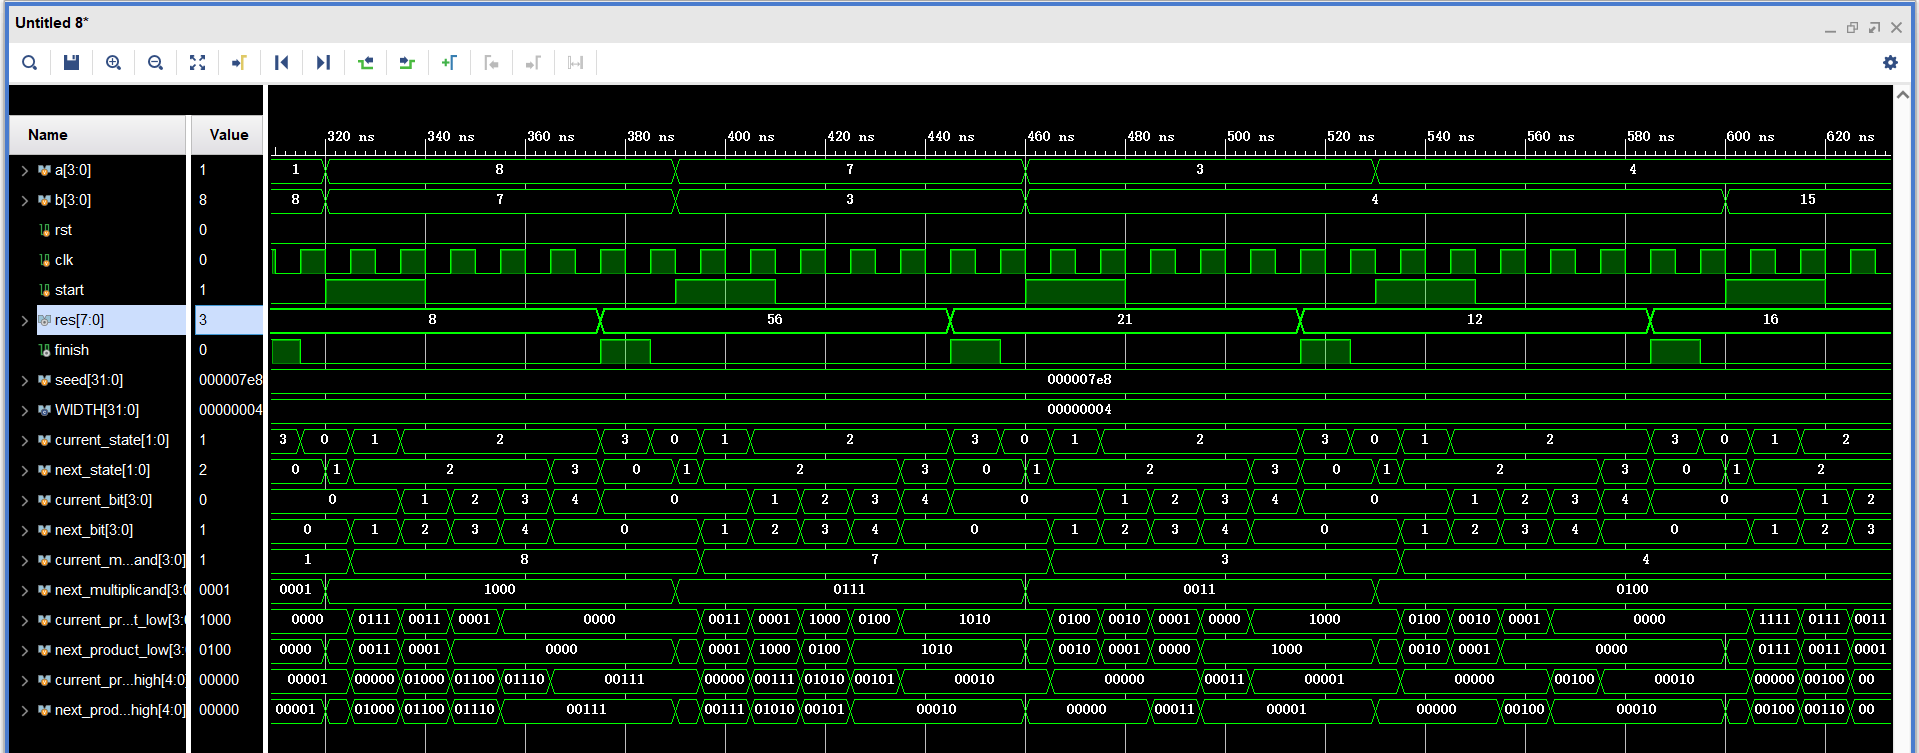 Untitled 8*
Name Value
320 ns 340 ns 360 ns 380 ns 400 ns 420 ns 440 ns 460 ns 480 ns 500 ns 520 ns 540 ns 560 ns 580 ns 600 ns 620 ns
a[3:0] 1 1 8 7 3 4
b[3:0] 8 8 7 3 4 15
rst 0
clk 0
start 1
res[7:0] 3 8 56 21 12 16
finish 0
seed[31:0] 000007e8 000007e8
WIDTH[31:0] 00000004 00000004
current_state[1:0] 1 3 0 1 2 3 0 1 2 3 0 1 2 3 0 1 2 3 0 1 2
next_state[1:0] 2 0 1 2 3 0 1 2 3 0 1 2 3 0 1 2 3 0 1 2
current_bit[3:0] 0 0 1 2 3 4 0 1 2 3 4 0 1 2 3 4 0 1 2 3 4 0 1 2
next_bit[3:0] 1 0 1 2 3 4 0 1 2 3 4 0 1 2 3 4 0 1 2 3 4 0 1 2 3
current_m...and[3:0] 1 1 8 7 3 4
next_multiplicand[3: 0001 0001 1000 0111 0011 0100
current_pr...t_low[3: 1000 0000 0111 0011 0001 0000 0011 0001 1000 0100 1010 0100 0010 0001 0000 1000 0100 0010 0001 0000 1111 0111 0011
next_product_low[3: 0100 0000 0011 0001 0000 0001 1000 0100 1010 0010 0001 0000 1000 0010 0001 0000 0111 0011 0001
current_pr...high[4:0] 00000 00001 00000 01000 01100 01110 00111 00000 00111 01010 00101 00010 00000 00011 00001 00000 00100 00010 00000 00100 00
next_prod...high[4:0] 00000 00001 01000 01100 01110 00111 00111 01010 00101 00010 00000 00011 00001 00000 00100 00010 00100 00110 00